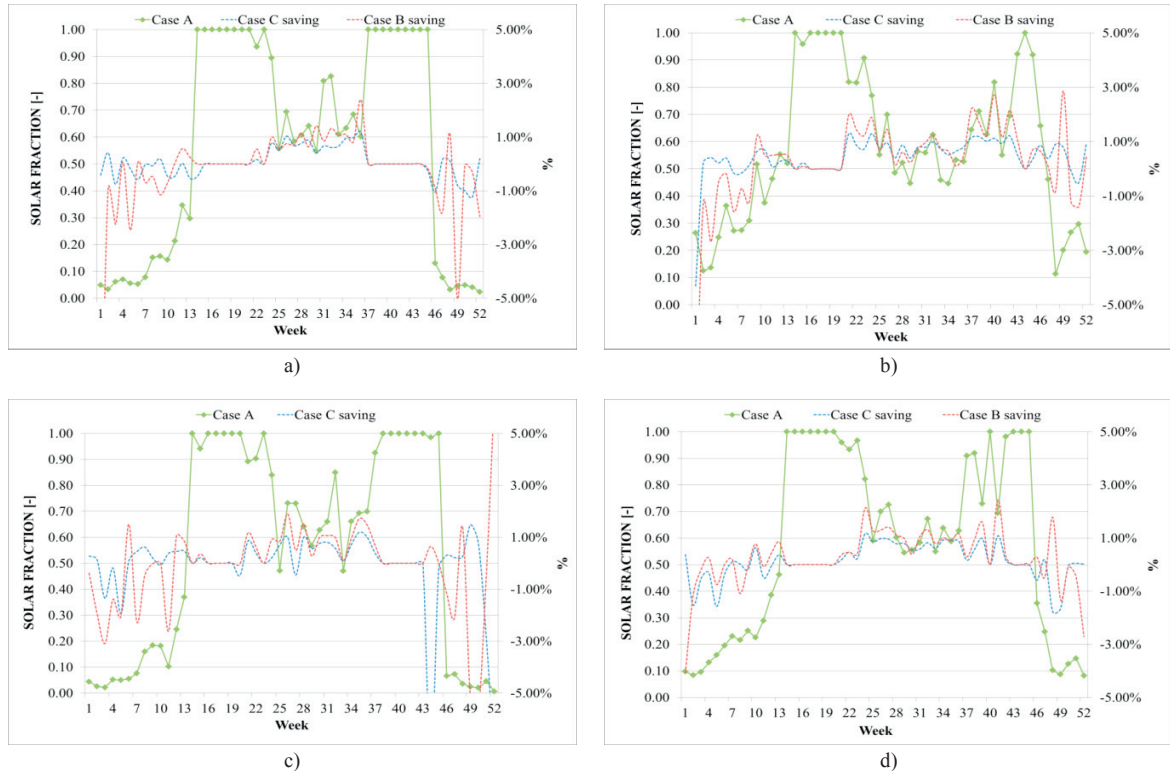 Case A Case C saving Case B saving
1.00 5.00%
0.90
0.80 3.00%
0.70
0.60 1.00%
0.50
0.40 -1.00%
0.30
0.20 -3.00%
0.10
0.00 -5.00%
SOLAR FRACTION [-]
%
1 4 7 10 13 16 19 22 25 28 31 34 37 40 43 46 49 52
Week
a)
Case A Case C saving Case B saving
1.00 5.00%
0.90
0.80 3.00%
0.70
0.60 1.00%
0.50
0.40 -1.00%
0.30
0.20 -3.00%
0.10
0.00 -5.00%
SOLAR FRACTION [-]
%
1 4 7 10 13 16 19 22 25 28 31 34 37 40 43 46 49 52
Week
b)
Case A Case C saving Case B saving
1.00 5.00%
0.90
0.80 3.00%
0.70
0.60 1.00%
0.50
0.40 -1.00%
0.30
0.20 -3.00%
0.10
0.00 -5.00%
SOLAR FRACTION [-]
%
1 4 7 10 13 16 19 22 25 28 31 34 37 40 43 46 49 52
Week
c)
Case A Case C saving Case B saving
1.00 5.00%
0.90
0.80 3.00%
0.70
0.60 1.00%
0.50
0.40 -1.00%
0.30
0.20 -3.00%
0.10
0.00 -5.00%
SOLAR FRACTION [-]
%
1 4 7 10 13 16 19 22 25 28 31 34 37 40 43 46 49 52
Week
d)